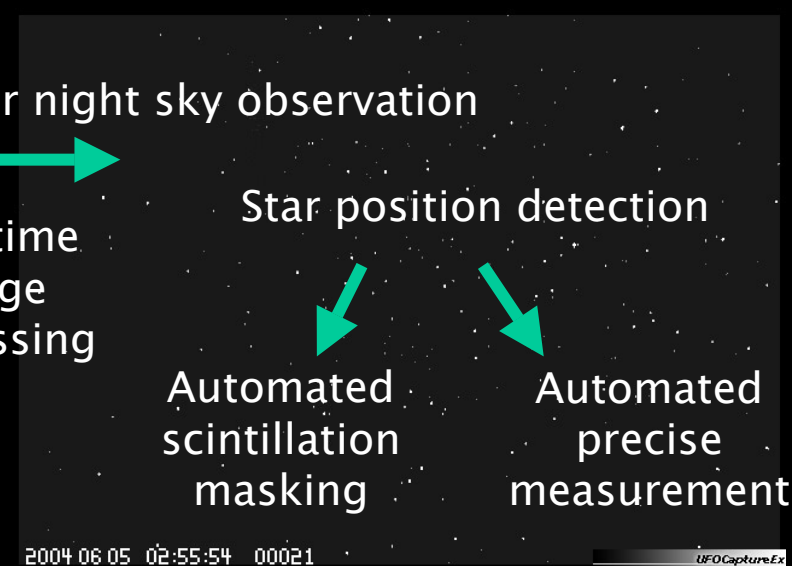 r night sky observation
Star position detection
time
ge
ssing
Automated
scintillation
masking
Automated
precise
measurement
2004 06 05 02:55:54 00021
UFOCaptureEx